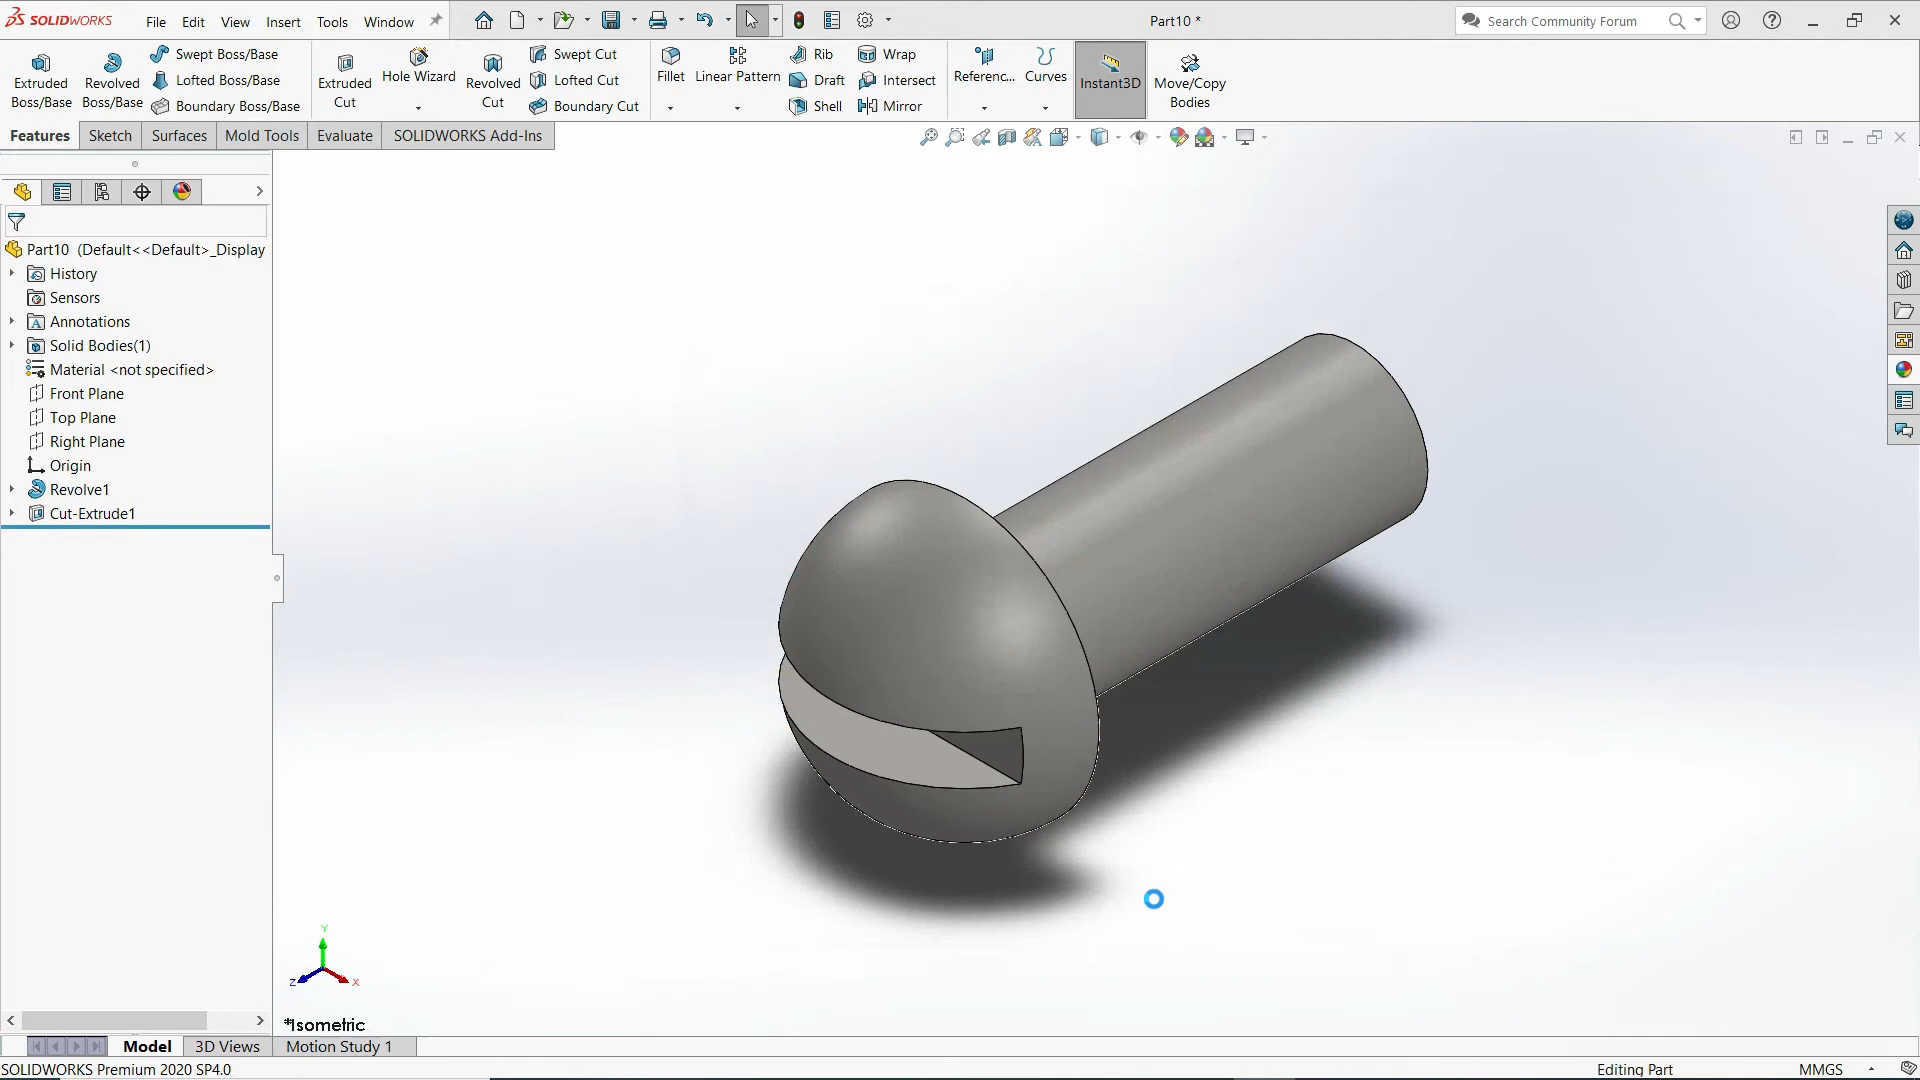 SOLIDWORKS File Edit View Insert Tools Window Part10 * Search Community Forum
Extruded Boss/Base
Revolved Boss/Base
Swept Boss/Base
Lofted Boss/Base
Boundary Boss/Base
Extruded Cut
Hole Wizard
Revolved Cut
Swept Cut
Lofted Cut
Boundary Cut
Fillet
Linear Pattern
Rib
Draft
Shell
Wrap
Intersect
Mirror
Referenc...
Curves
Instant3D
Move/Copy Bodies
Features Sketch Surfaces Mold Tools Evaluate SOLIDWORKS Add-Ins
Part10 (Default<<Default>_Display
History
Sensors
Annotations
Solid Bodies(1)
Material <not specified>
Front Plane
Top Plane
Right Plane
Origin
Revolve1
Cut-Extrude1
Y
Z X
*Isometric
Model 3D Views Motion Study 1
SOLIDWORKS Premium 2020 SP4.0 Editing Part MMGS